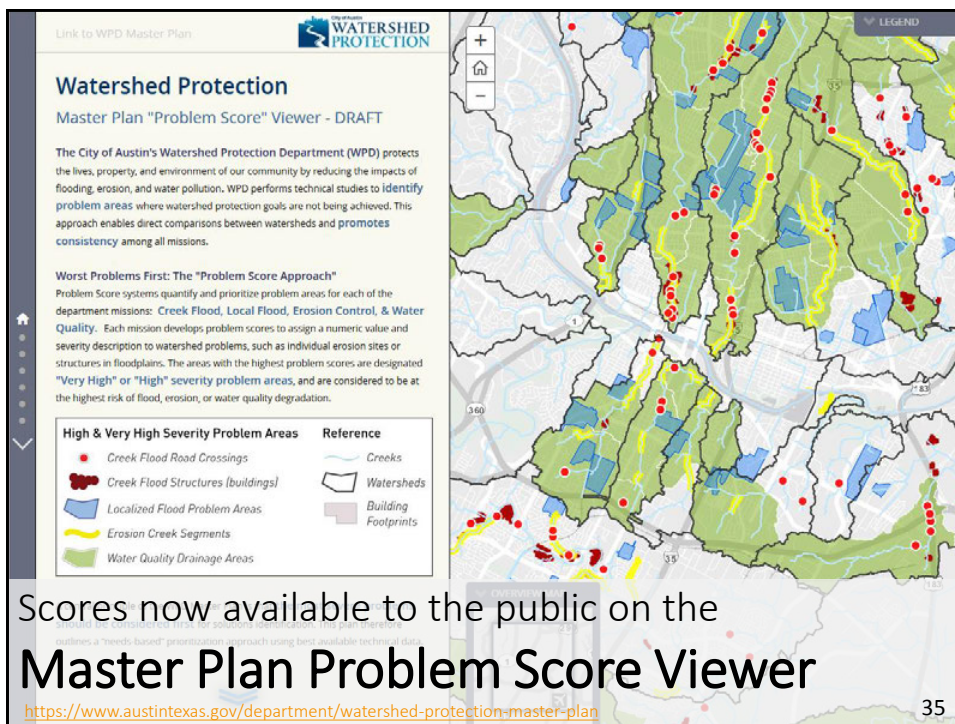 Link to WPD Master Plan
City of Austin
WATERSHED
PROTECTION
Watershed Protection
Master Plan "Problem Score" Viewer - DRAFT
The City of Austin's Watershed Protection Department (WPD) protects
the lives, property, and environment of our community by reducing the impacts of
flooding, erosion, and water pollution. WPD performs technical studies to identify
problem areas where watershed protection goals are not being achieved. This
approach enables direct comparisons between watersheds and promotes
consistency among all missions.
Worst Problems First: The "Problem Score Approach"
Problem Score systems quantify and prioritize problem areas for each of the
department missions: Creek Flood, Local Flood, Erosion Control, & Water
Quality. Each mission develops problem scores to assign a numeric value and
severity description to watershed problems, such as individual erosion sites or
structures in floodplains. The areas with the highest problem scores are designated
"Very High" or "High" severity problem areas, and are considered to be at
the highest risk of flood, erosion, or water quality degradation.
High & Very High Severity Problem Areas
Creek Flood Road Crossings
Creek Flood Structures (buildings)
Localized Flood Problem Areas
Erosion Creek Segments
Water Quality Drainage Areas
Reference
Creeks
Watersheds
Building
Footprints
should be considered first for solutions identification. This plan therefore
outlines a "needs-based" prioritization approach using best available technical data.
+
−
LEGEND
35
1
360
183
35
183
OVERVIEW MAP
Scores now available to the public on the
Master Plan Problem Score Viewer
https://www.austintexas.gov/department/watershed-protection-master-plan
35